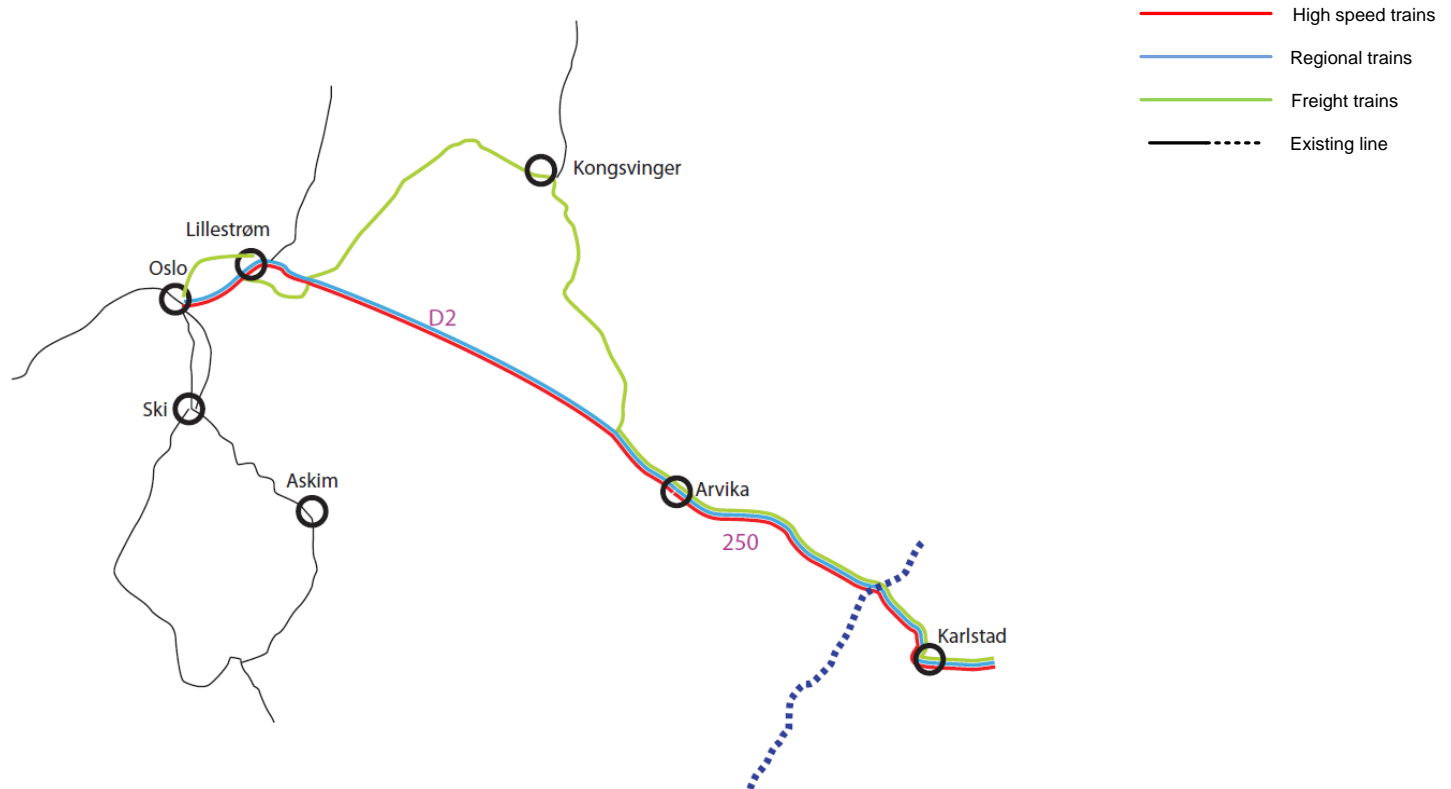 High speed trains
Regional trains
Freight trains
Existing line
Kongsvinger
Lillestrøm
Oslo
D2
Ski
Askim
Arvika
250
Karlstad